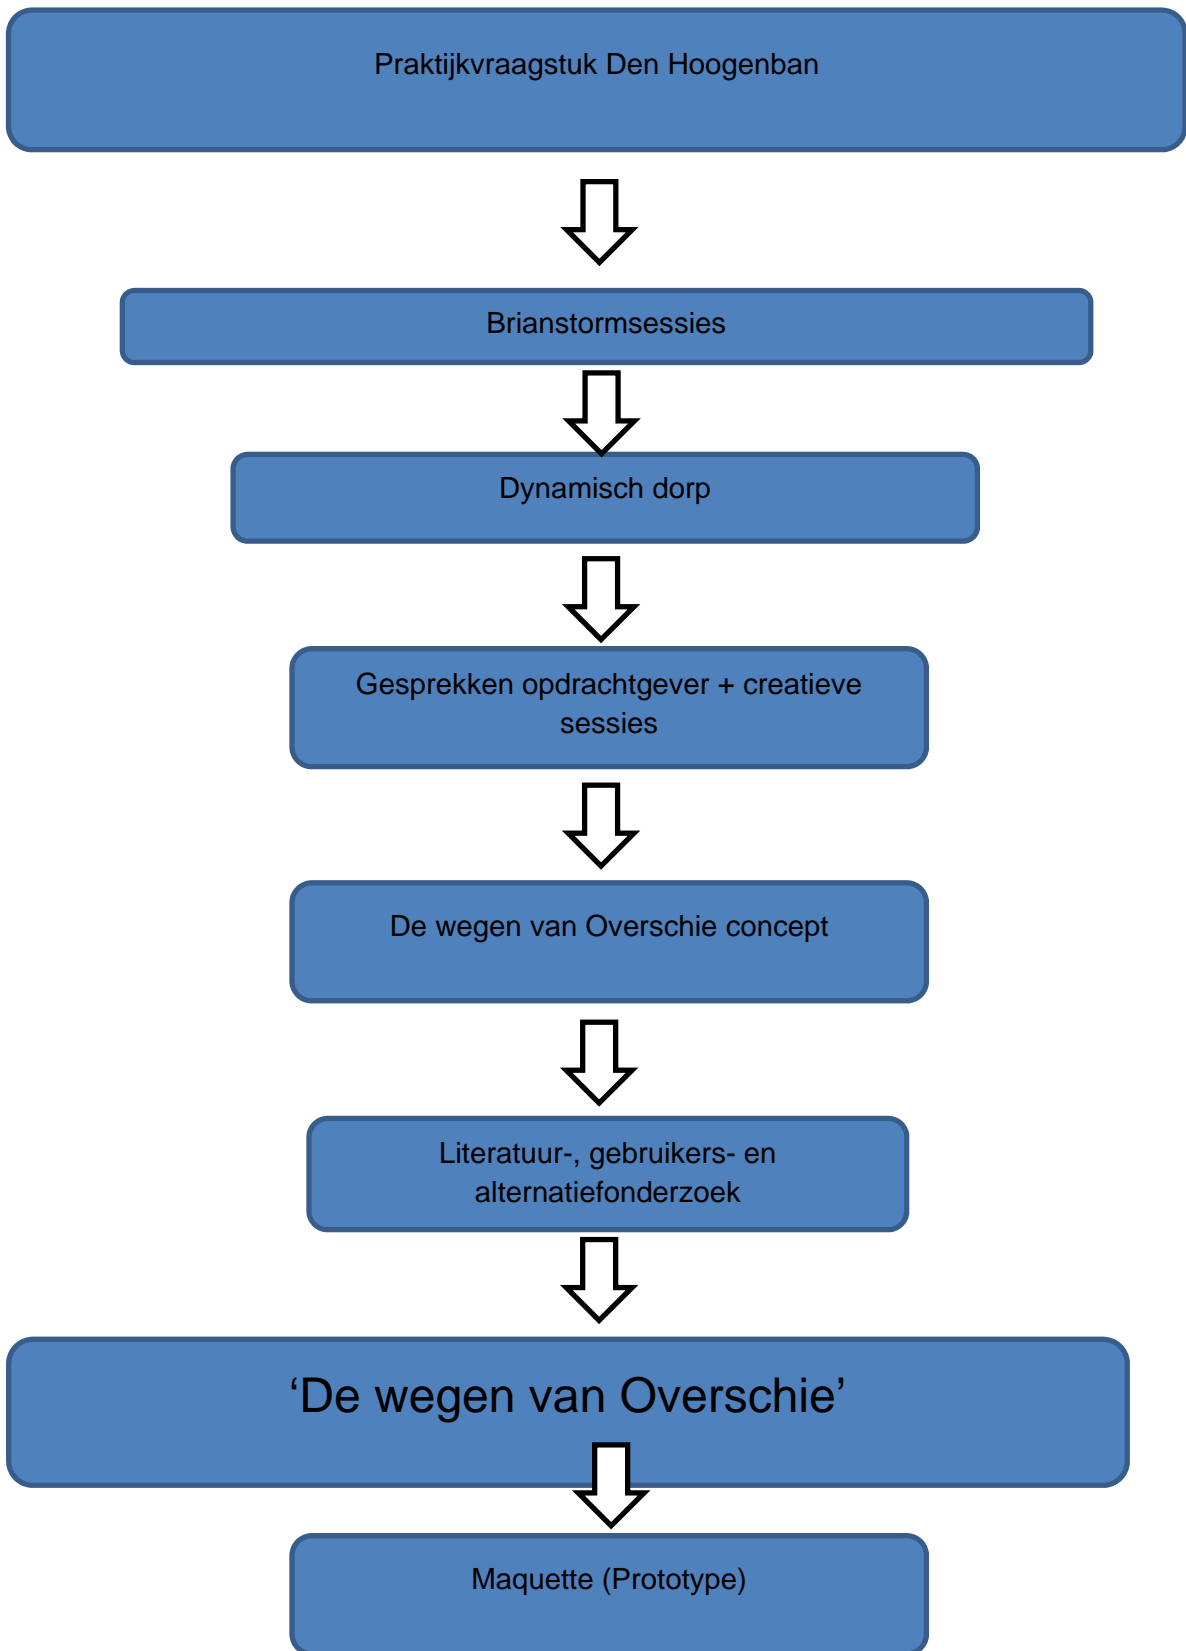 Praktijkvraagstuk Den Hoogenban
Brianstormsessies
Dynamisch dorp
Gesprekken opdrachtgever + creatieve
sessies
De wegen van Overschie concept
Literatuur-, gebruikers- en
alternatiefonderzoek
‘De wegen van Overschie’
Maquette (Prototype)